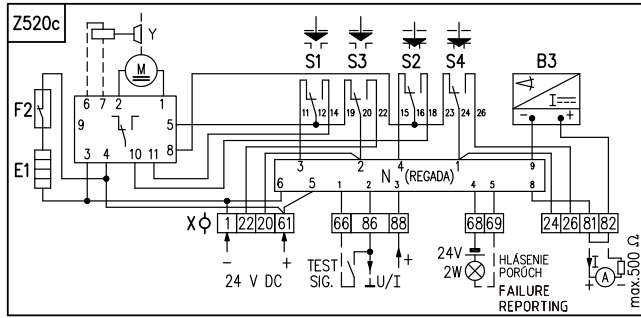 Z520c
Y
M
S1 S3 S2 S4 B3
I
- +
F2
E1
6 7 2 1
9 5
8
3 4 10 11
11 12 14 19 20 22 15 16 18 23 24 26
3 2 4 1 9
N (REGADA)
6 5 1 2 3 4 5 8
X 1 22 20 61 66 86 88 68 69 24 26 81 82
- +
24 V DC
TEST
SIG.
U/I
+
24V
2W
HLÁSENIE
PORÚCH
FAILURE
REPORTING
I
+ A -
max.500 Ω